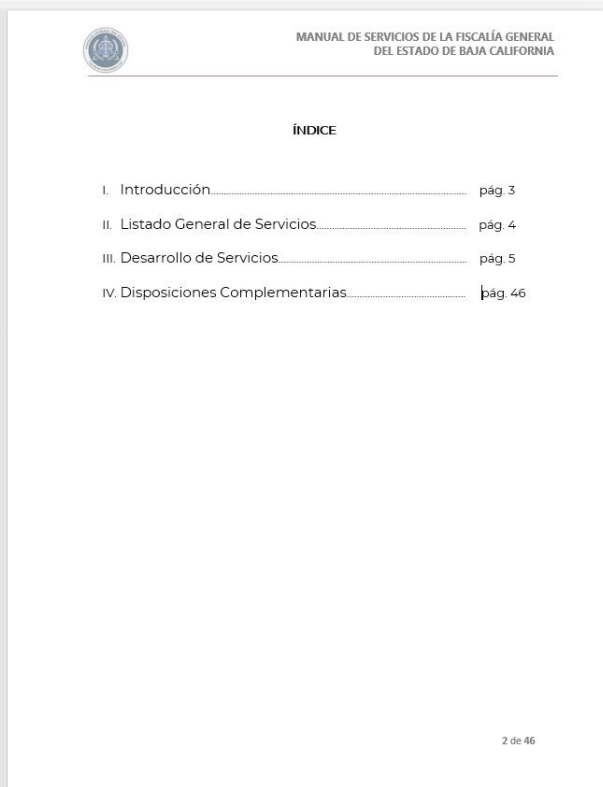 MANUAL DE SERVICIOS DE LA FISCALÍA GENERAL
DEL ESTADO DE BAJA CALIFORNIA
ÍNDICE
I. Introducción........................................................ pág. 3
II. Listado General de Servicios........................................................ pág. 4
III. Desarrollo de Servicios........................................................ pág. 5
IV. Disposiciones Complementarias........................................................ pág. 46
2 de 46